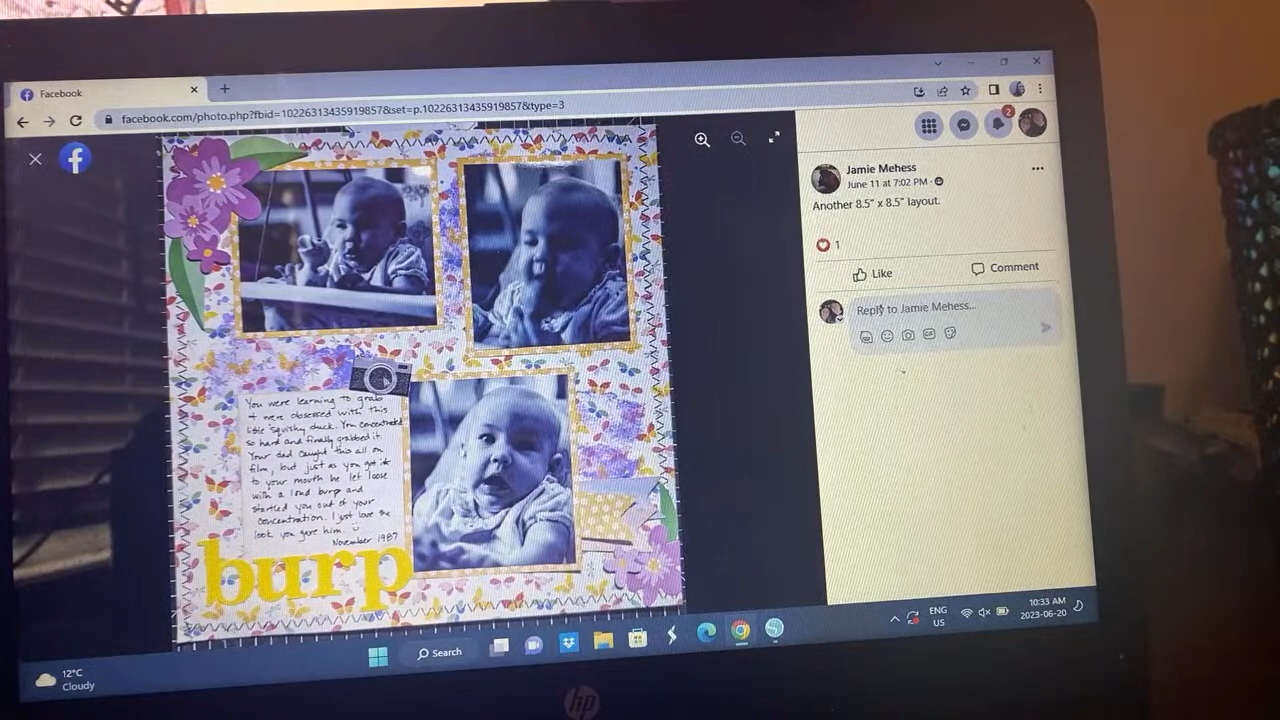 Facebook
facebook.com/photo.php?fbid=10226313435919857&set=p.10226313435919857&type=3
2
Jamie Mehess
June 11 at 7:02 PM
Another 8.5" x 8.5" layout.
1
Like
Comment
Reply to Jamie Mehess...
GIF
You were learning to grab
+ were obsessed with this
little squishy duck. You concentrated
so hard and finally grabbed it.
Your dad caught this all on
film, but just as you got it
to your mouth he let loose
with a loud burp and
startled you out of your
concentration. I just love the
look you gave him.
November 1987
burp
12°C
Cloudy
Search
ENG
US
10:33 AM
2023-06-20
hp